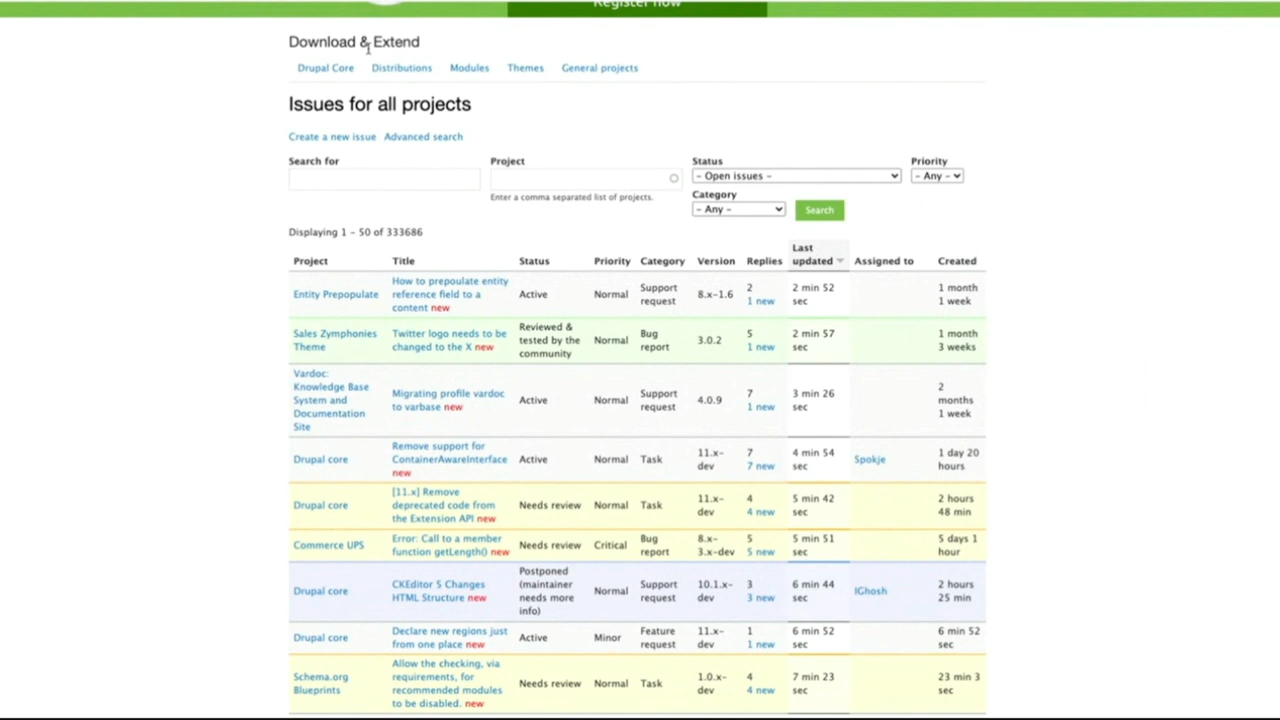 Register now
Download & Extend
Drupal Core Distributions Modules Themes General projects
Issues for all projects
Create a new issue Advanced search
Search for Project Status Priority
- Open issues - - Any -
Enter a comma separated list of projects.
Category
- Any - Search
Displaying 1 - 50 of 333686
Project Title Status Priority Category Version Replies Last updated Assigned to Created
Entity Prepopulate How to prepoulate entity reference field to a content new Active Normal Support request 8.x-1.6 2 1 new 2 min 52 sec 1 month 1 week
Sales Zymphonies Theme Twitter logo needs to be changed to the X new Reviewed & tested by the community Normal Bug report 3.0.2 5 1 new 2 min 57 sec 1 month 3 weeks
Vardoc: Knowledge Base System and Documentation Site Migrating profile vardoc to varbase new Active Normal Support request 4.0.9 7 1 new 3 min 26 sec 2 months 1 week
Drupal core Remove support for ContainerAwareInterface new Active Normal Task 11.x-dev 7 7 new 4 min 54 sec Spokje 1 day 20 hours
Drupal core [11.x] Remove deprecated code from the Extension API new Needs review Normal Task 11.x-dev 4 4 new 5 min 42 sec 2 hours 48 min
Commerce UPS Error: Call to a member function getLength() new Needs review Critical Bug report 8.x-3.x-dev 5 5 new 5 min 51 sec 5 days 1 hour
Drupal core CKEditor 5 Changes HTML Structure new Postponed (maintainer needs more info) Normal Support request 10.1.x-dev 3 3 new 6 min 44 sec IGhosh 2 hours 25 min
Drupal core Declare new regions just from one place new Active Minor Feature request 11.x-dev 1 1 new 6 min 52 sec 6 min 52 sec
Schema.org Blueprints Allow the checking, via requirements, for recommended modules to be disabled. new Needs review Normal Task 1.0.x-dev 4 4 new 7 min 23 sec 23 min 3 sec